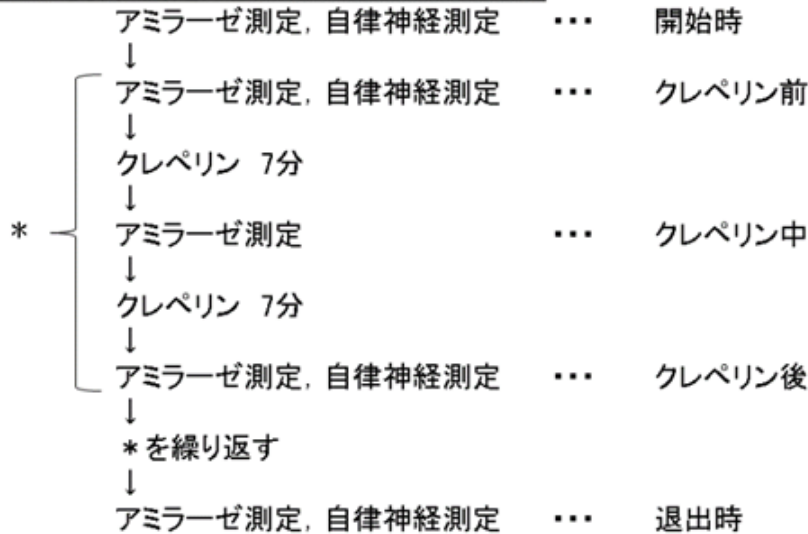 アミラーゼ測定, 自律神経測定 ・・・ 開始時
↓
アミラーゼ測定, 自律神経測定 ・・・ クレペリン前
↓
クレペリン 7分
↓
* アミラーゼ測定 ・・・ クレペリン中
↓
クレペリン 7分
↓
アミラーゼ測定, 自律神経測定 ・・・ クレペリン後
↓
*を繰り返す
↓
アミラーゼ測定, 自律神経測定 ・・・ 退出時